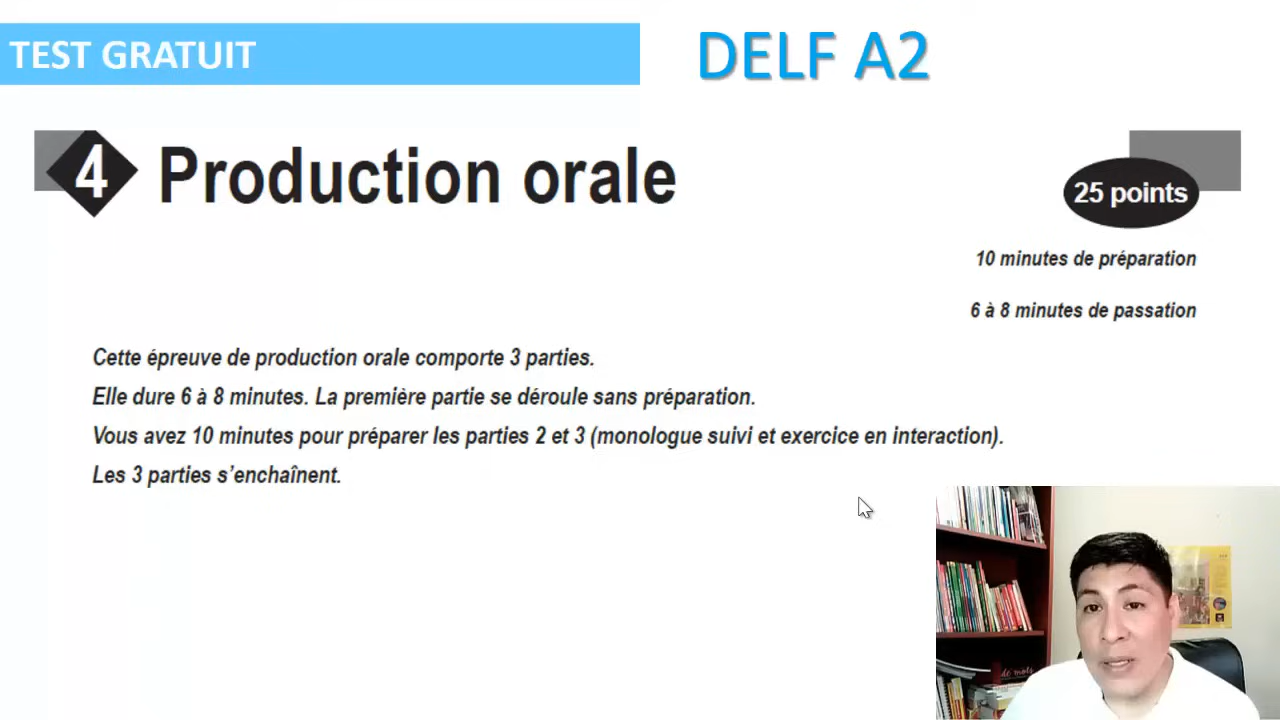 TEST GRATUIT
DELF A2
4 Production orale
25 points
10 minutes de préparation
6 à 8 minutes de passation
Cette épreuve de production orale comporte 3 parties.
Elle dure 6 à 8 minutes. La première partie se déroule sans préparation.
Vous avez 10 minutes pour préparer les parties 2 et 3 (monologue suivi et exercice en interaction).
Les 3 parties s'enchaînent.